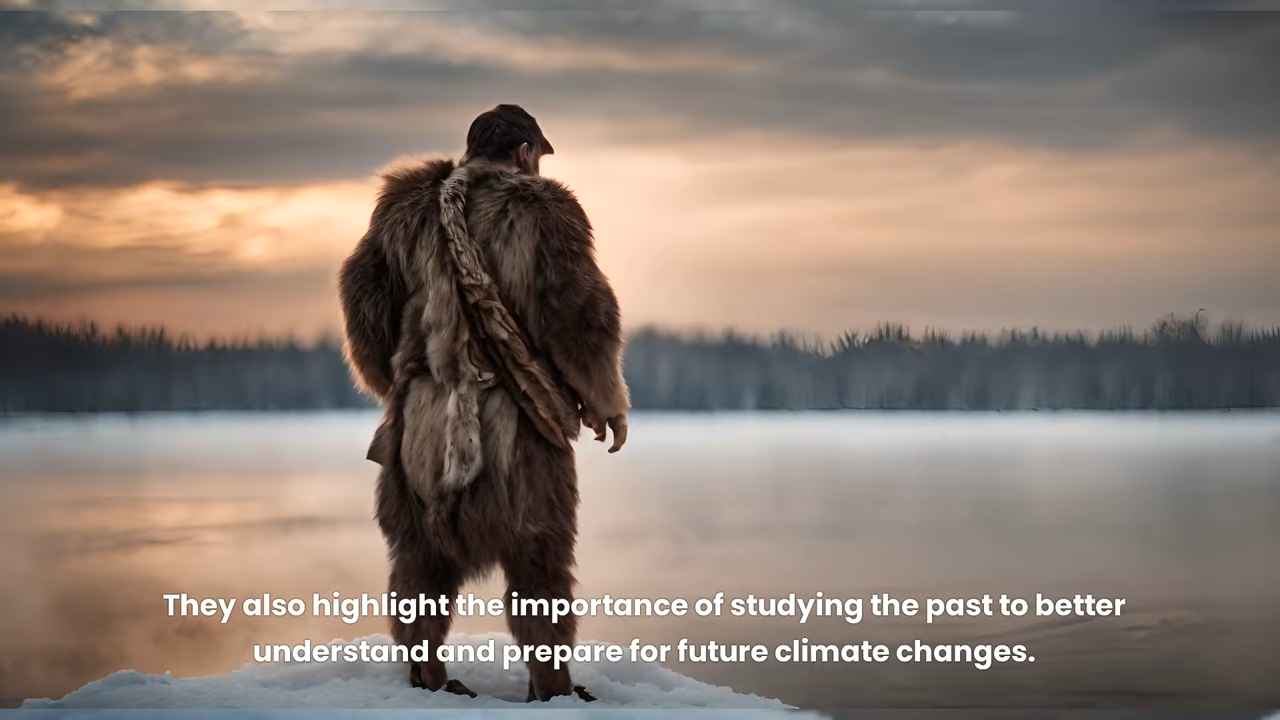 They also highlight the importance of studying the past to better
understand and prepare for future climate changes.